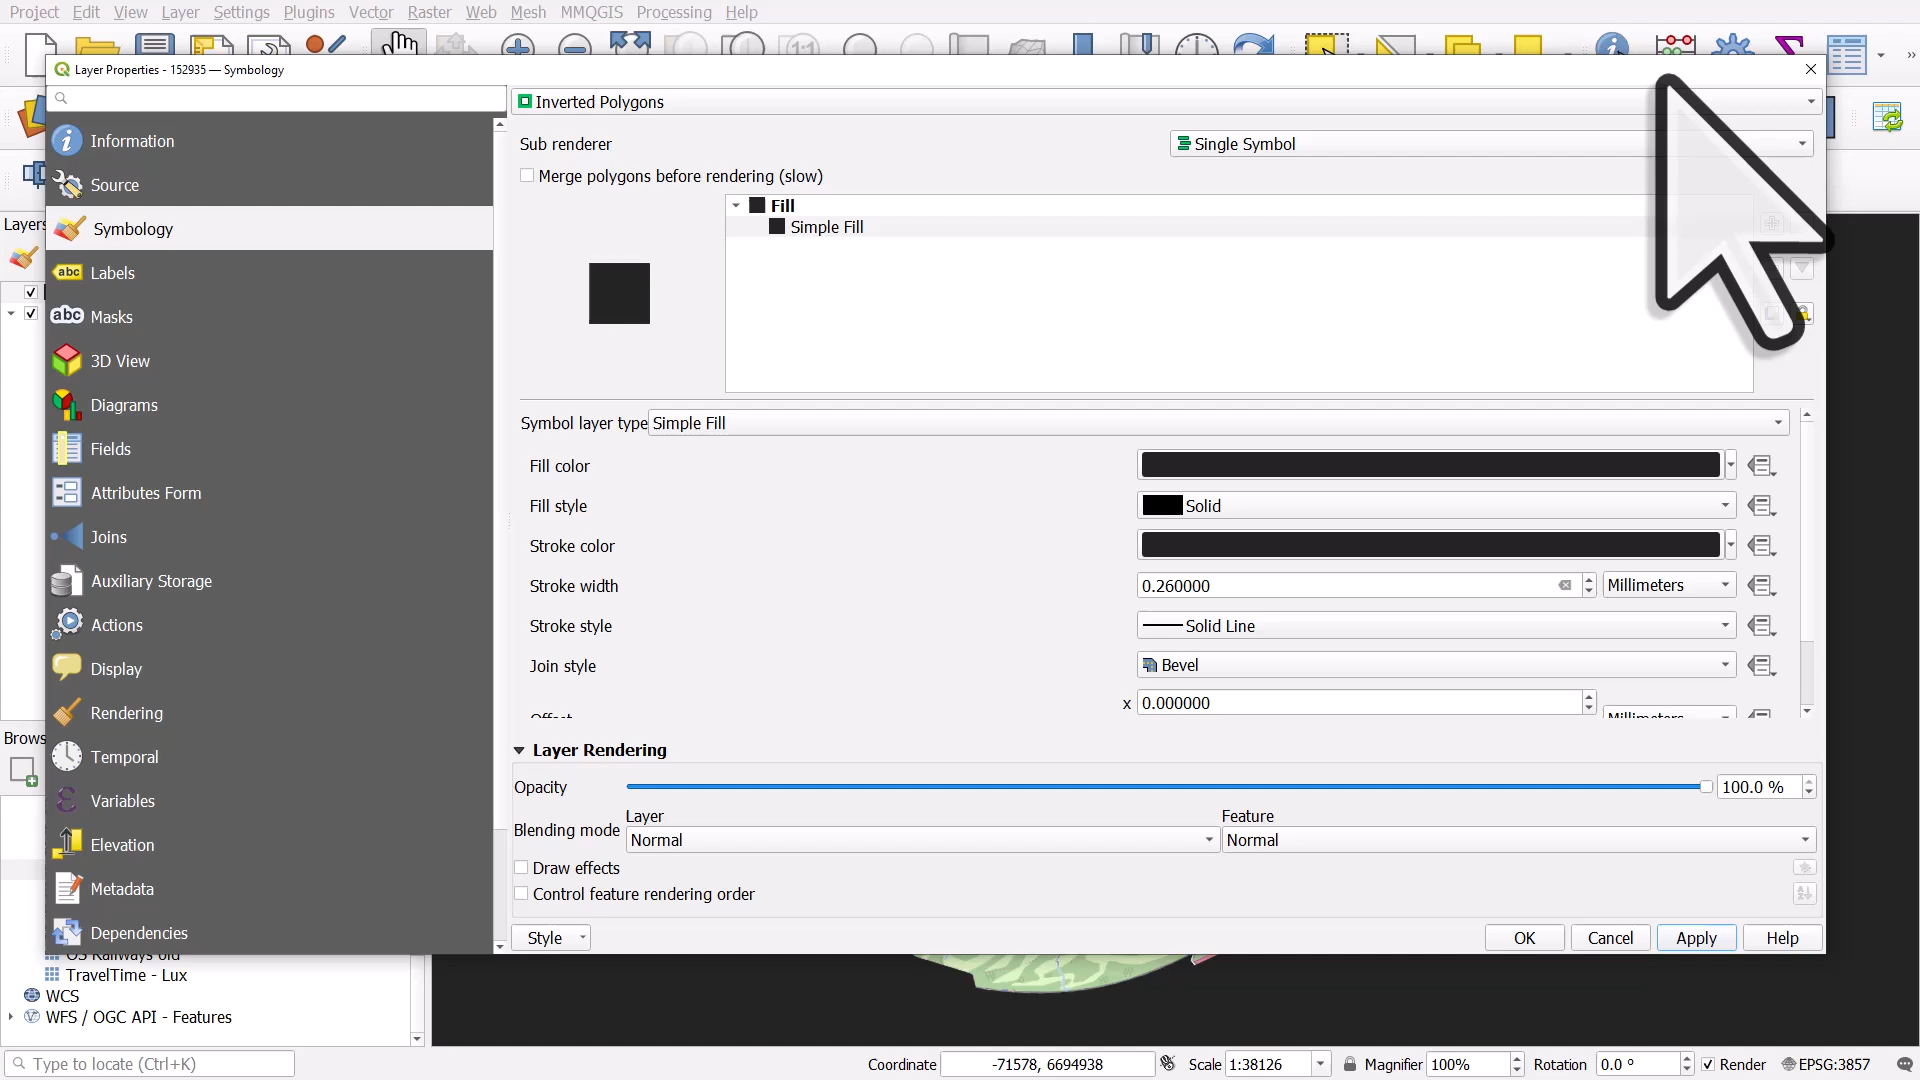 Project Edit View Layer Settings Plugins Vector Raster Web Mesh MMQGIS Processing Help
Layer Properties - 152935 — Symbology
Information
Source
Symbology
Labels
Masks
3D View
Diagrams
Fields
Attributes Form
Joins
Auxiliary Storage
Actions
Display
Rendering
Temporal
Variables
Elevation
Metadata
Dependencies
Inverted Polygons
Sub renderer Single Symbol
Merge polygons before rendering (slow)
Fill
Simple Fill
Symbol layer type Simple Fill
Fill color
Fill style Solid
Stroke color
Stroke width 0.260000 Millimeters
Stroke style Solid Line
Join style Bevel
Offset x 0.000000 Millimeters
Layer Rendering
Opacity 100.0 %
Layer Feature
Blending mode Normal Normal
Draw effects
Control feature rendering order
Style OK Cancel Apply Help
Layers
Brows
OS Railways old
TravelTime - Lux
WCS
WFS / OGC API - Features
Type to locate (Ctrl+K) Coordinate -71578, 6694938 Scale 1:38126 Magnifier 100% Rotation 0.0 ° Render EPSG:3857